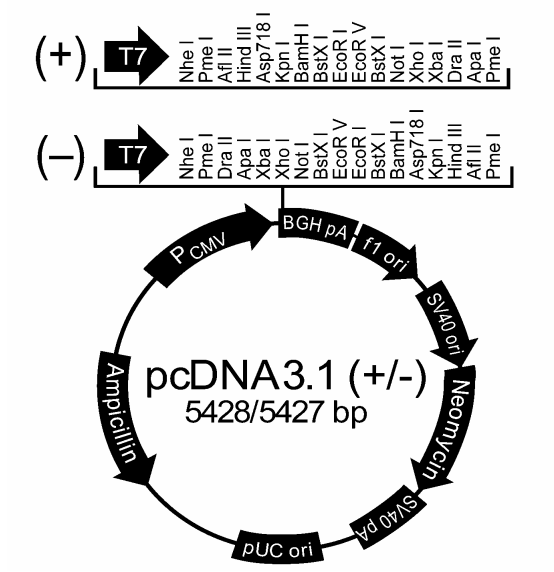 (+)
T7
Nhe I
Pme I
Afl II
Hind III
Asp718 I
Kpn I
BamH I
BstX I
EcoR I
EcoR V
BstX I
Not I
Xho I
Xba I
Dra II
Apa I
Pme I
(–)
T7
Nhe I
Pme I
Dra II
Apa I
Xba I
Xho I
Not I
BstX I
EcoR V
EcoR I
BstX I
BamH I
Asp718 I
Kpn I
Hind III
Afl II
Pme I
P CMV
BGH pA
f1 ori
SV40 ori
Neomycin
SV40 pA
pUC ori
Ampicillin
pcDNA3.1 (+/-)
5428/5427 bp